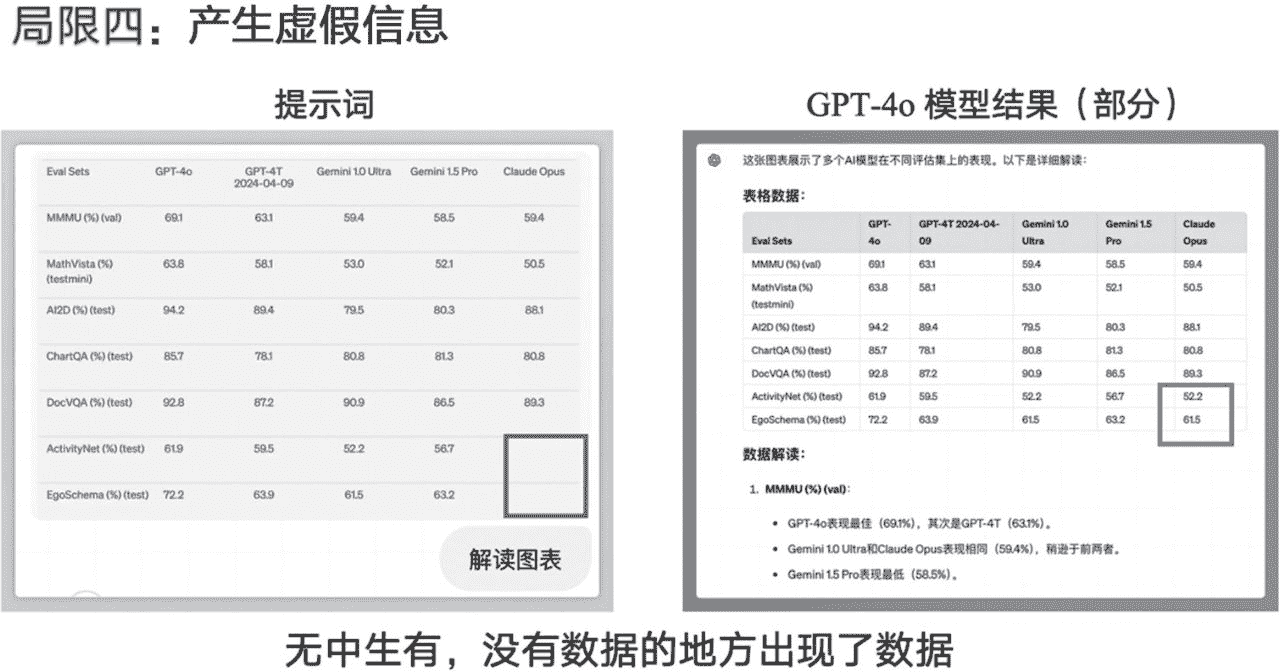 局限四：产生虚假信息
提示词
Eval Sets GPT-4o GPT-4T 2024-04-09 Gemini 1.0 Ultra Gemini 1.5 Pro Claude Opus
MMMU (%) (val) 69.1 63.1 59.4 58.5 59.4
MathVista (%) (testmini) 63.8 58.1 53.0 52.1 50.5
AI2D (%) (test) 94.2 89.4 79.5 80.3 88.1
ChartQA (%) (test) 85.7 78.1 80.8 81.3 80.8
DocVQA (%) (test) 92.8 87.2 90.9 86.5 89.3
ActivityNet (%) (test) 61.9 59.5 52.2 56.7
EgoSchema (%) (test) 72.2 63.9 61.5 63.2
解读图表
GPT-4o 模型结果（部分）
这张图表展示了多个AI模型在不同评估集上的表现。以下是详细解读：
表格数据：
Eval Sets GPT-4o GPT-4T 2024-04-09 Gemini 1.0 Ultra Gemini 1.5 Pro Claude Opus
MMMU (%) (val) 69.1 63.1 59.4 58.5 59.4
MathVista (%) (testmini) 63.8 58.1 53.0 52.1 50.5
AI2D (%) (test) 94.2 89.4 79.5 80.3 88.1
ChartQA (%) (test) 85.7 78.1 80.8 81.3 80.8
DocVQA (%) (test) 92.8 87.2 90.9 86.5 89.3
ActivityNet (%) (test) 61.9 59.5 52.2 56.7 52.2
EgoSchema (%) (test) 72.2 63.9 61.5 63.2 61.5
数据解读：
1. MMMU (%) (val)：
• GPT-4o表现最佳（69.1%），其次是GPT-4T（63.1%）。
• Gemini 1.0 Ultra和Claude Opus表现相同（59.4%），稍逊于前两者。
• Gemini 1.5 Pro表现最低（58.5%）。
无中生有，没有数据的地方出现了数据